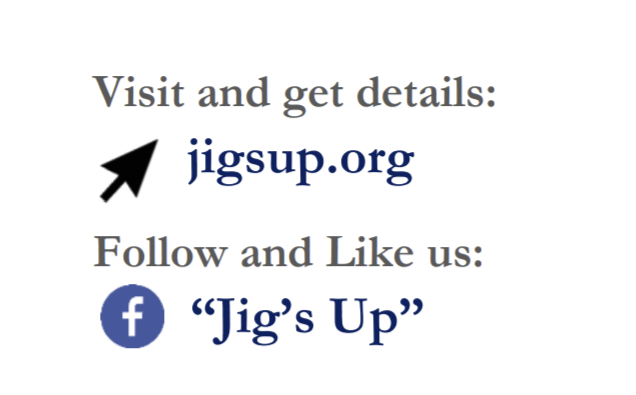 Visit and get details:
jigsup.org
Follow and Like us:
“Jig’s Up”